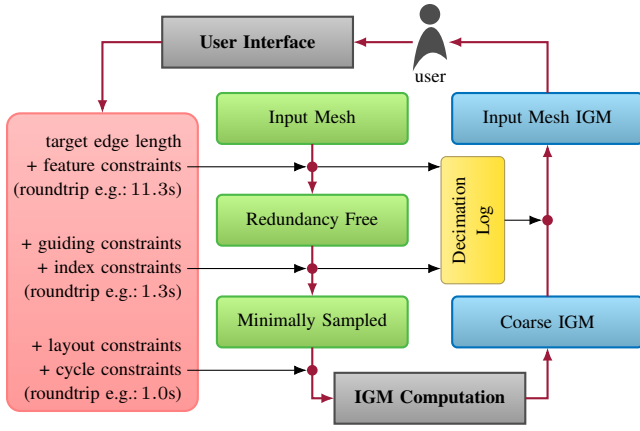 User Interface
user
target edge length
+ feature constraints
(roundtrip e.g.: 11.3s)
+ guiding constraints
+ index constraints
(roundtrip e.g.: 1.3s)
+ layout constraints
+ cycle constraints
(roundtrip e.g.: 1.0s)
Input Mesh
Redundancy Free
Minimally Sampled
IGM Computation
Decimation
Log
Input Mesh IGM
Coarse IGM